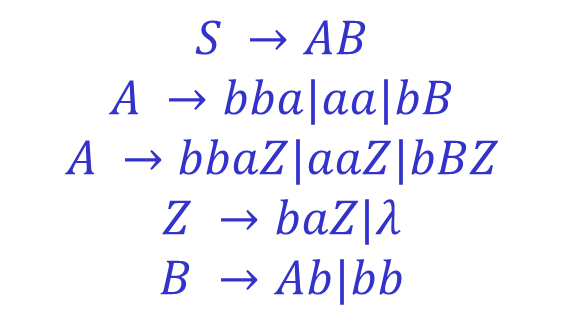 S → AB
A → bba|aa|bB
A → bbaZ|aaZ|bBZ
Z → baZ|λ
B → Ab|bb